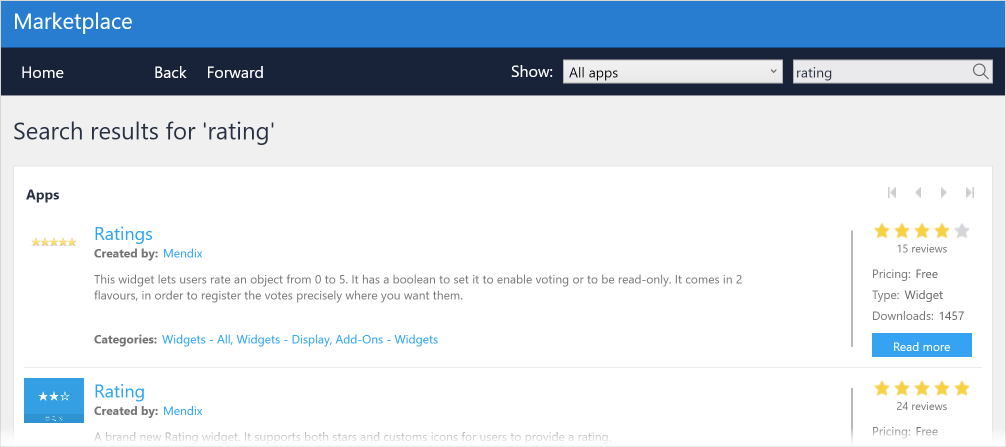 Marketplace
Home Back Forward Show: All apps rating
Search results for 'rating'
Apps
Ratings
Created by: Mendix
This widget lets users rate an object from 0 to 5. It has a boolean to set it to enable voting or to be read-only. It comes in 2
flavours, in order to register the votes precisely where you want them.
Categories: Widgets - All, Widgets - Display, Add-Ons - Widgets
15 reviews
Pricing: Free
Type: Widget
Downloads: 1457
Read more
Rating
Created by: Mendix
A brand new Rating widget. It supports both stars and customs icons for users to provide a rating.
24 reviews
Pricing: Free